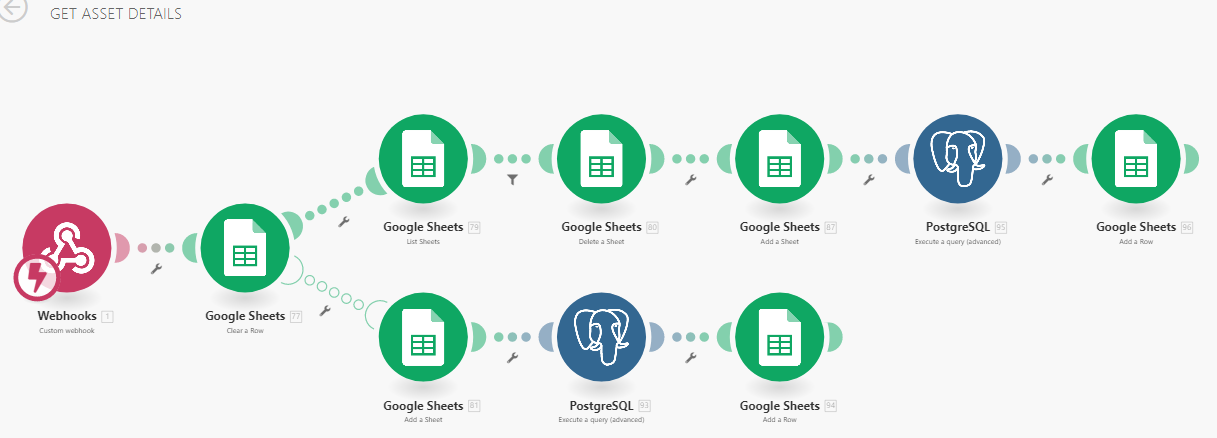 GET ASSET DETAILS
Google Sheets 79
List Sheets
Google Sheets 80
Delete a Sheet
Google Sheets 87
Add a Sheet
PostgreSQL 95
Execute a query (advanced)
Google Sheets 96
Add a Row
Webhooks 1
Custom webhook
Google Sheets 77
Clear a Row
Google Sheets 81
Add a Sheet
PostgreSQL 93
Execute a query (advanced)
Google Sheets 94
Add a Row